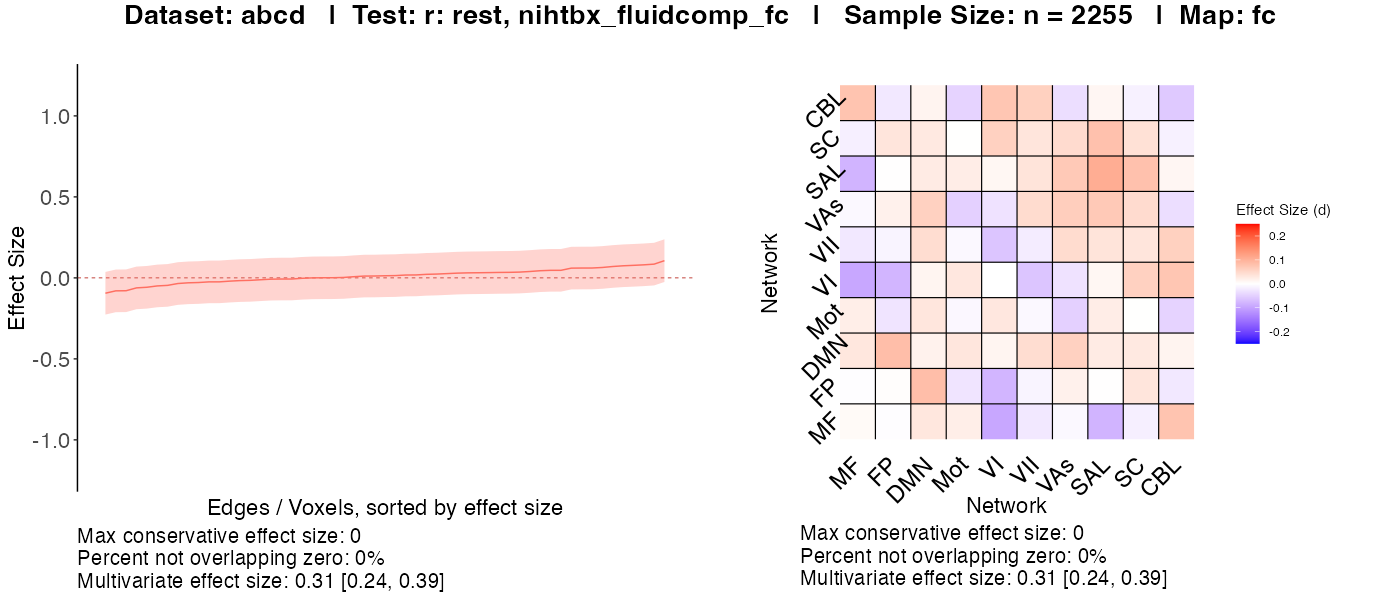 Dataset: abcd | Test: r: rest, nihtbx_fluidcomp_fc | Sample Size: n = 2255 | Map: fc
Effect Size
1.0
0.5
0.0
-0.5
-1.0
Edges / Voxels, sorted by effect size
Max conservative effect size: 0
Percent not overlapping zero: 0%
Multivariate effect size: 0.31 [0.24, 0.39]
Network
CBL
SC
SAL
VAs
VII
VI
Mot
DMN
FP
MF
MF
FP
DMN
Mot
VI
VII
VAs
SAL
SC
CBL
Network
Effect Size (d)
0.2
0.1
0.0
-0.1
-0.2
Max conservative effect size: 0
Percent not overlapping zero: 0%
Multivariate effect size: 0.31 [0.24, 0.39]